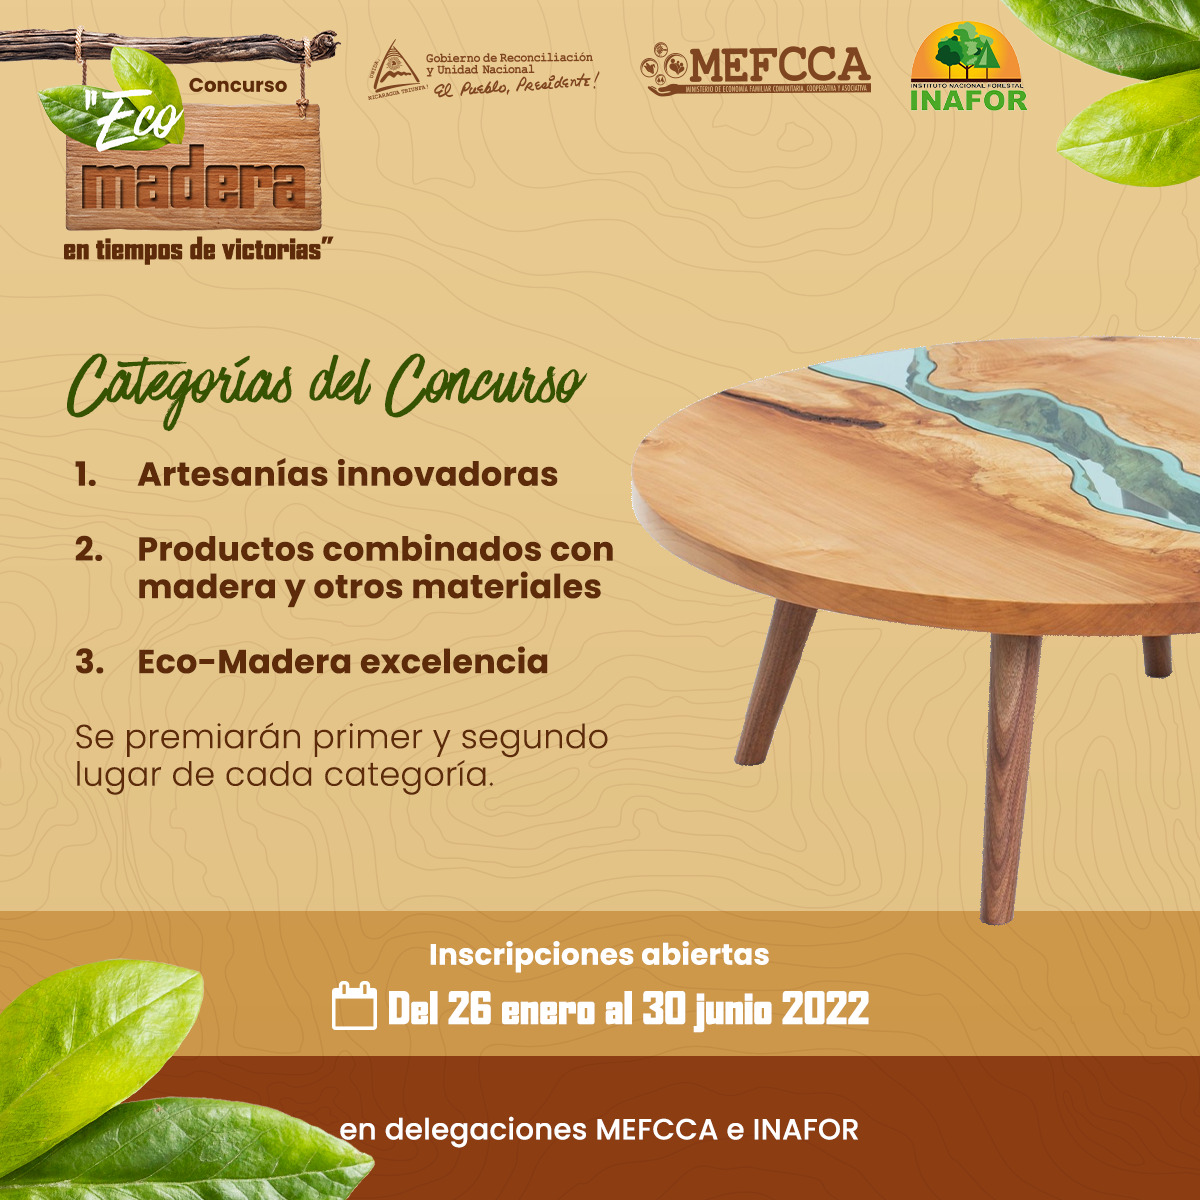 Concurso
"Eco
madera
en tiempos de victorias"
UNIDA,
NICARAGUA TRIUNFA!
Gobierno de Reconciliación
y Unidad Nacional
El Pueblo, Presidente!
MEFCCA
MINISTERIO DE ECONOMÍA FAMILIAR COMUNITARIA, COOPERATIVA Y ASOCIATIVA
INSTITUTO NACIONAL FORESTAL
INAFOR
Categorías del Concurso
1. Artesanías innovadoras
2. Productos combinados con
madera y otros materiales
3. Eco-Madera excelencia
Se premiarán primer y segundo
lugar de cada categoría.
Inscripciones abiertas
Del 26 enero al 30 junio 2022
en delegaciones MEFCCA e INAFOR